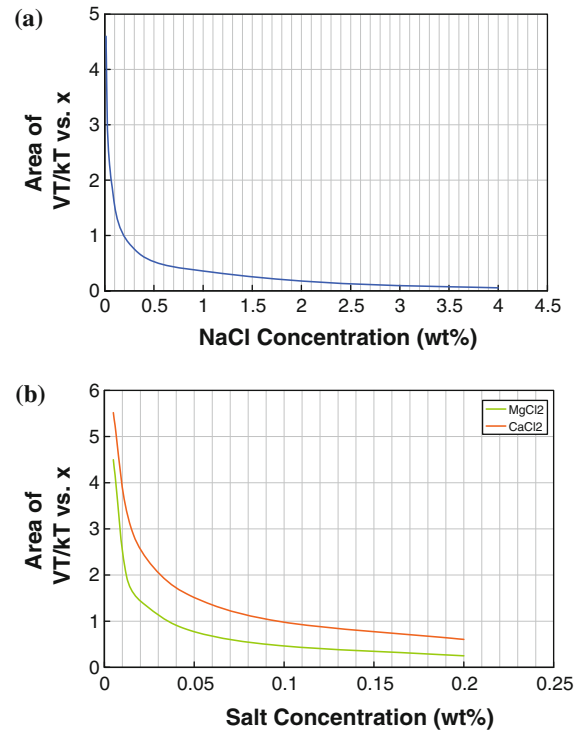 (a)
5
4
3
2
1
0
Area of
VT/kT vs. x
0 0.5 1 1.5 2 2.5 3 3.5 4 4.5
NaCl Concentration (wt%)
(b)
6
5
4
3
2
1
0
Area of
VT/kT vs. x
MgCl2
CaCl2
0 0.05 0.1 0.15 0.2 0.25
Salt Concentration (wt%)